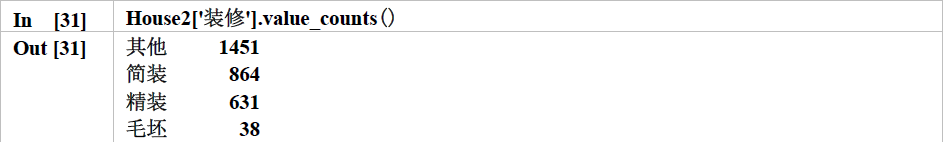 In [31] House2['装修'].value_counts()
Out [31] 其他 1451
简装 864
精装 631
毛坯 38